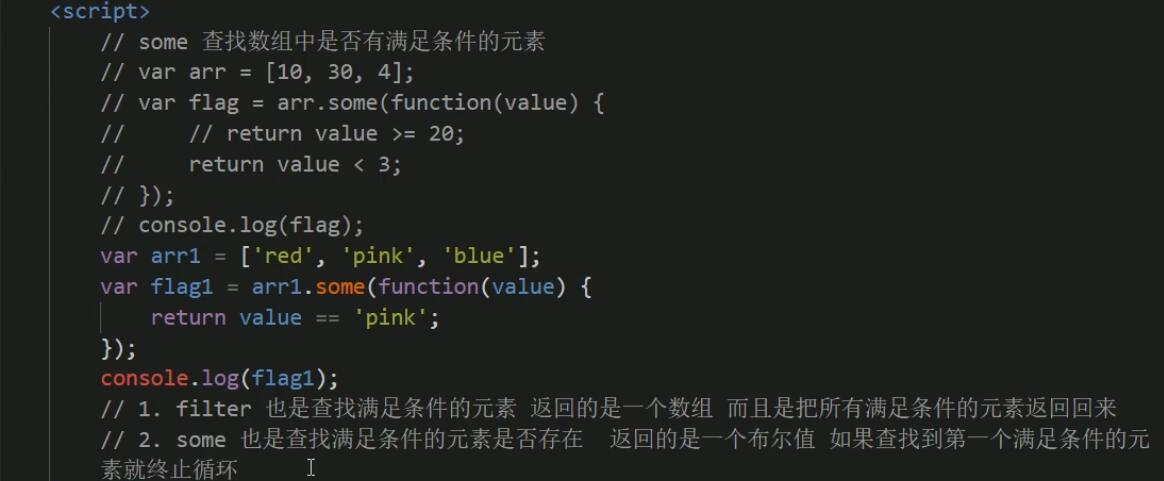 <script>
// some 查找数组中是否有满足条件的元素
// var arr = [10, 30, 4];
// var flag = arr.some(function(value) {
//     // return value >= 20;
//     return value < 3;
// });
// console.log(flag);
var arr1 = ['red', 'pink', 'blue'];
var flag1 = arr1.some(function(value) {
    return value == 'pink';
});
console.log(flag1);
// 1. filter 也是查找满足条件的元素 返回的是一个数组 而且是把所有满足条件的元素返回回来
// 2. some 也是查找满足条件的元素是否存在  返回的是一个布尔值 如果查找到第一个满足条件的元
素就终止循环